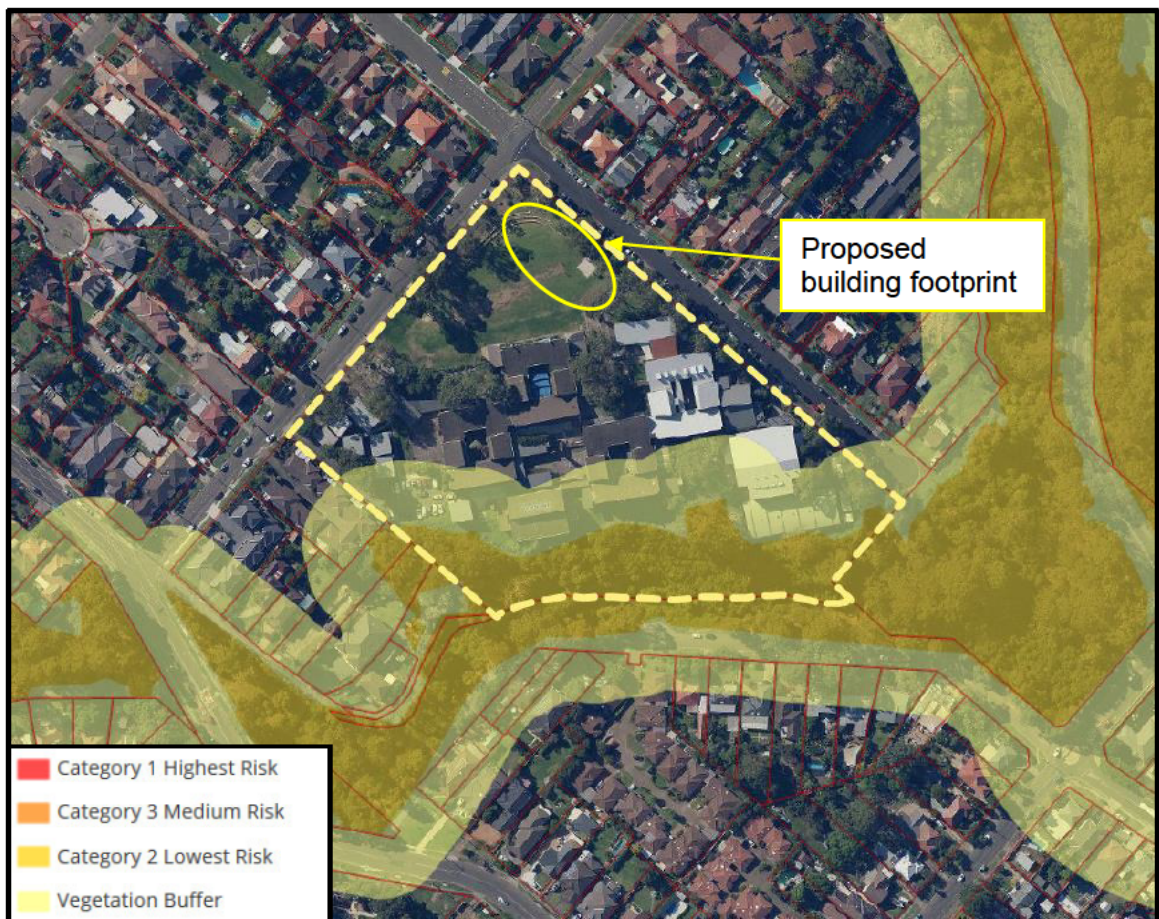 Proposed
building footprint
Category 1 Highest Risk
Category 3 Medium Risk
Category 2 Lowest Risk
Vegetation Buffer